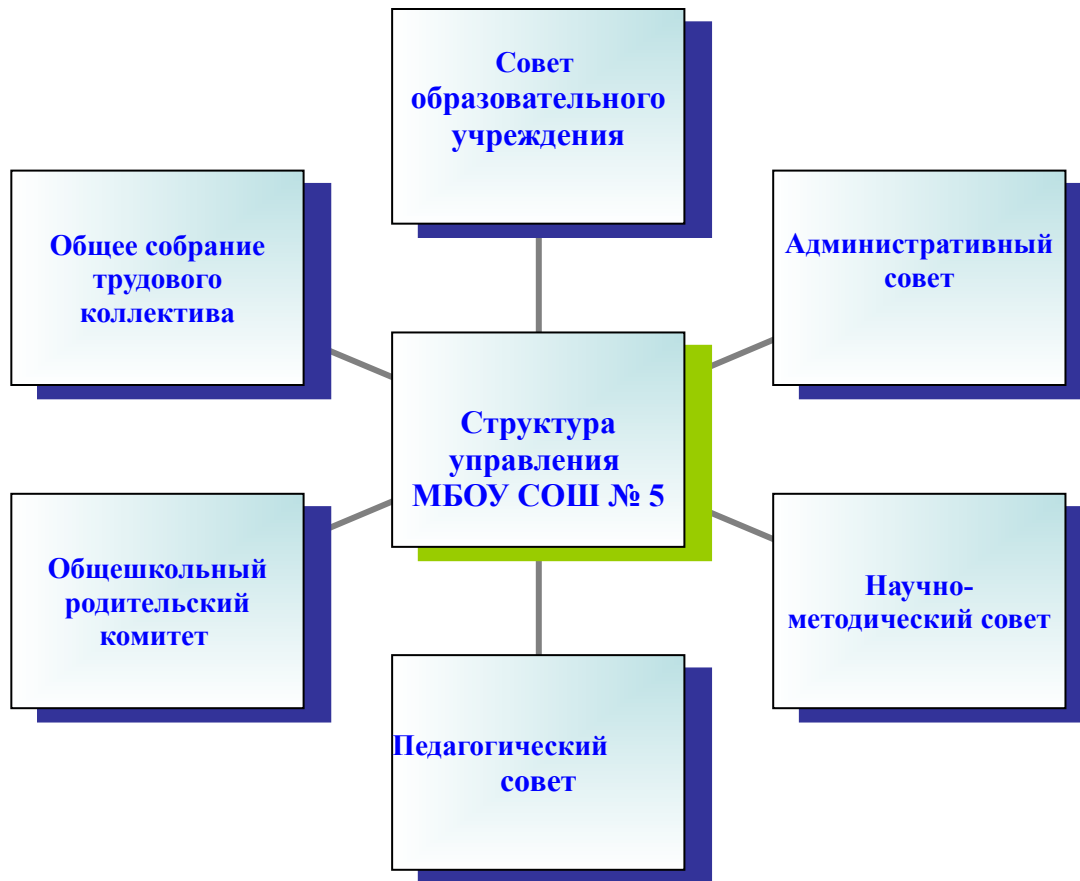 Совет
образовательного
учреждения
Общее собрание
трудового
коллектива
Административный
совет
Структура
управления
МБОУ СОШ № 5
Общешкольный
родительский
комитет
Научно-
методический совет
Педагогический
совет